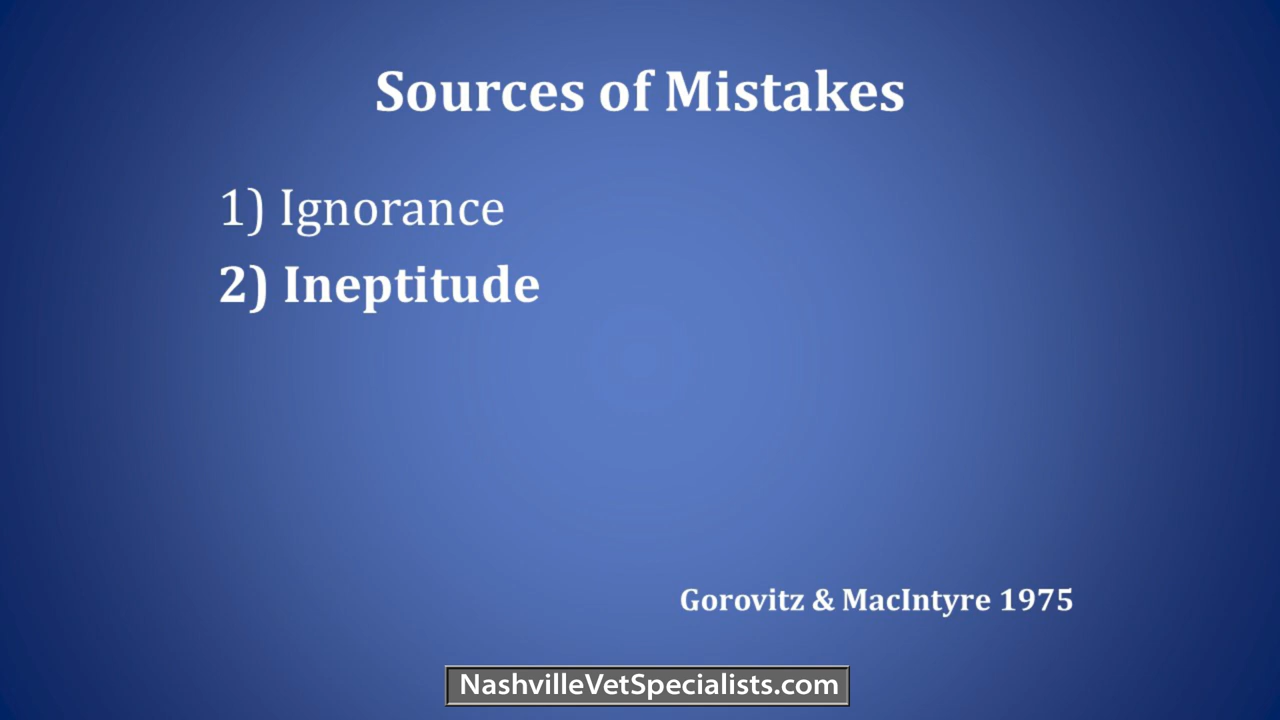 Sources of Mistakes
1) Ignorance
2) Ineptitude
Gorovitz & MacIntyre 1975
NashvilleVetSpecialists.com